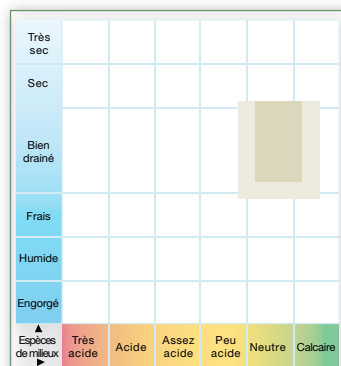 Très
sec
Sec
Bien
drainé
Frais
Humide
Engorgé
Espèces
de milieux
Très
acide
Acide
Assez
acide
Peu
acide
Neutre
Calcaire